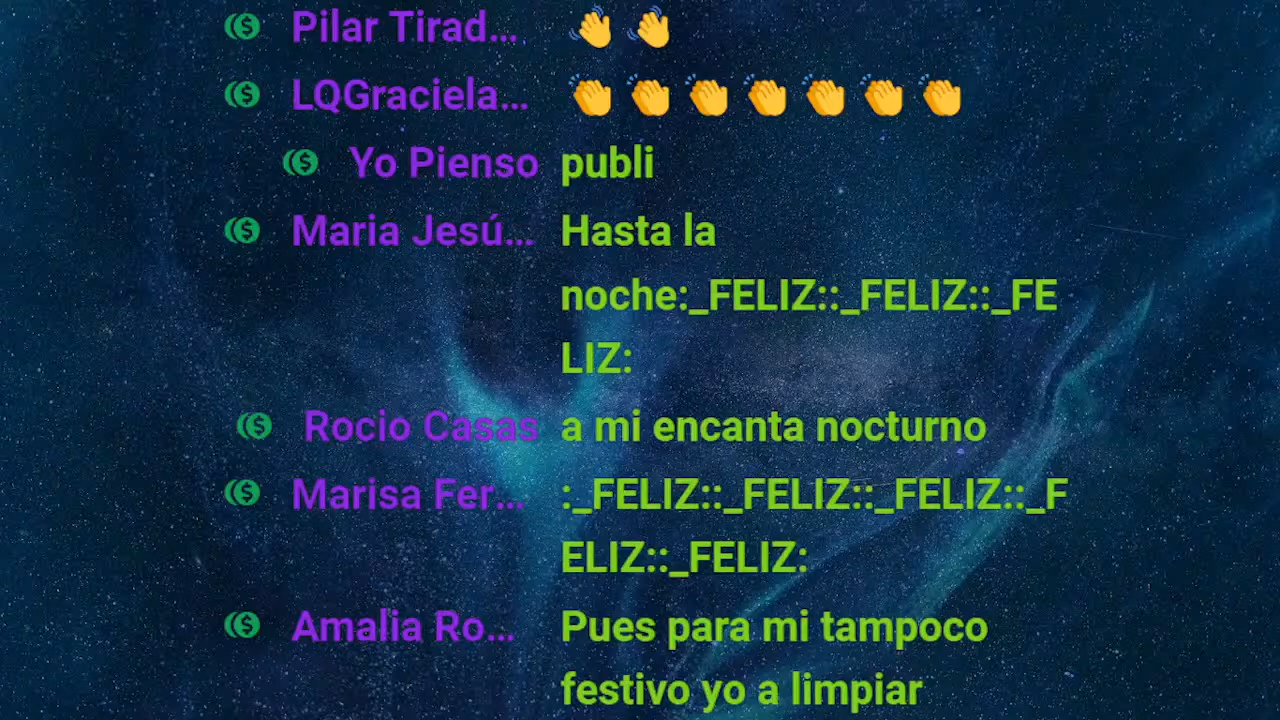 Pilar Tirad... 👋 👋
LQGraciela... 👏 👏 👏 👏 👏 👏 👏
Yo Pienso publi
Maria Jesú... Hasta la
noche:_FELIZ::_FELIZ::_FE
LIZ:
Rocio Casas a mi encanta nocturno
Marisa Fer... :_FELIZ::_FELIZ::_FELIZ::_F
ELIZ::_FELIZ:
Amalia Ro... Pues para mi tampoco
festivo yo a limpiar